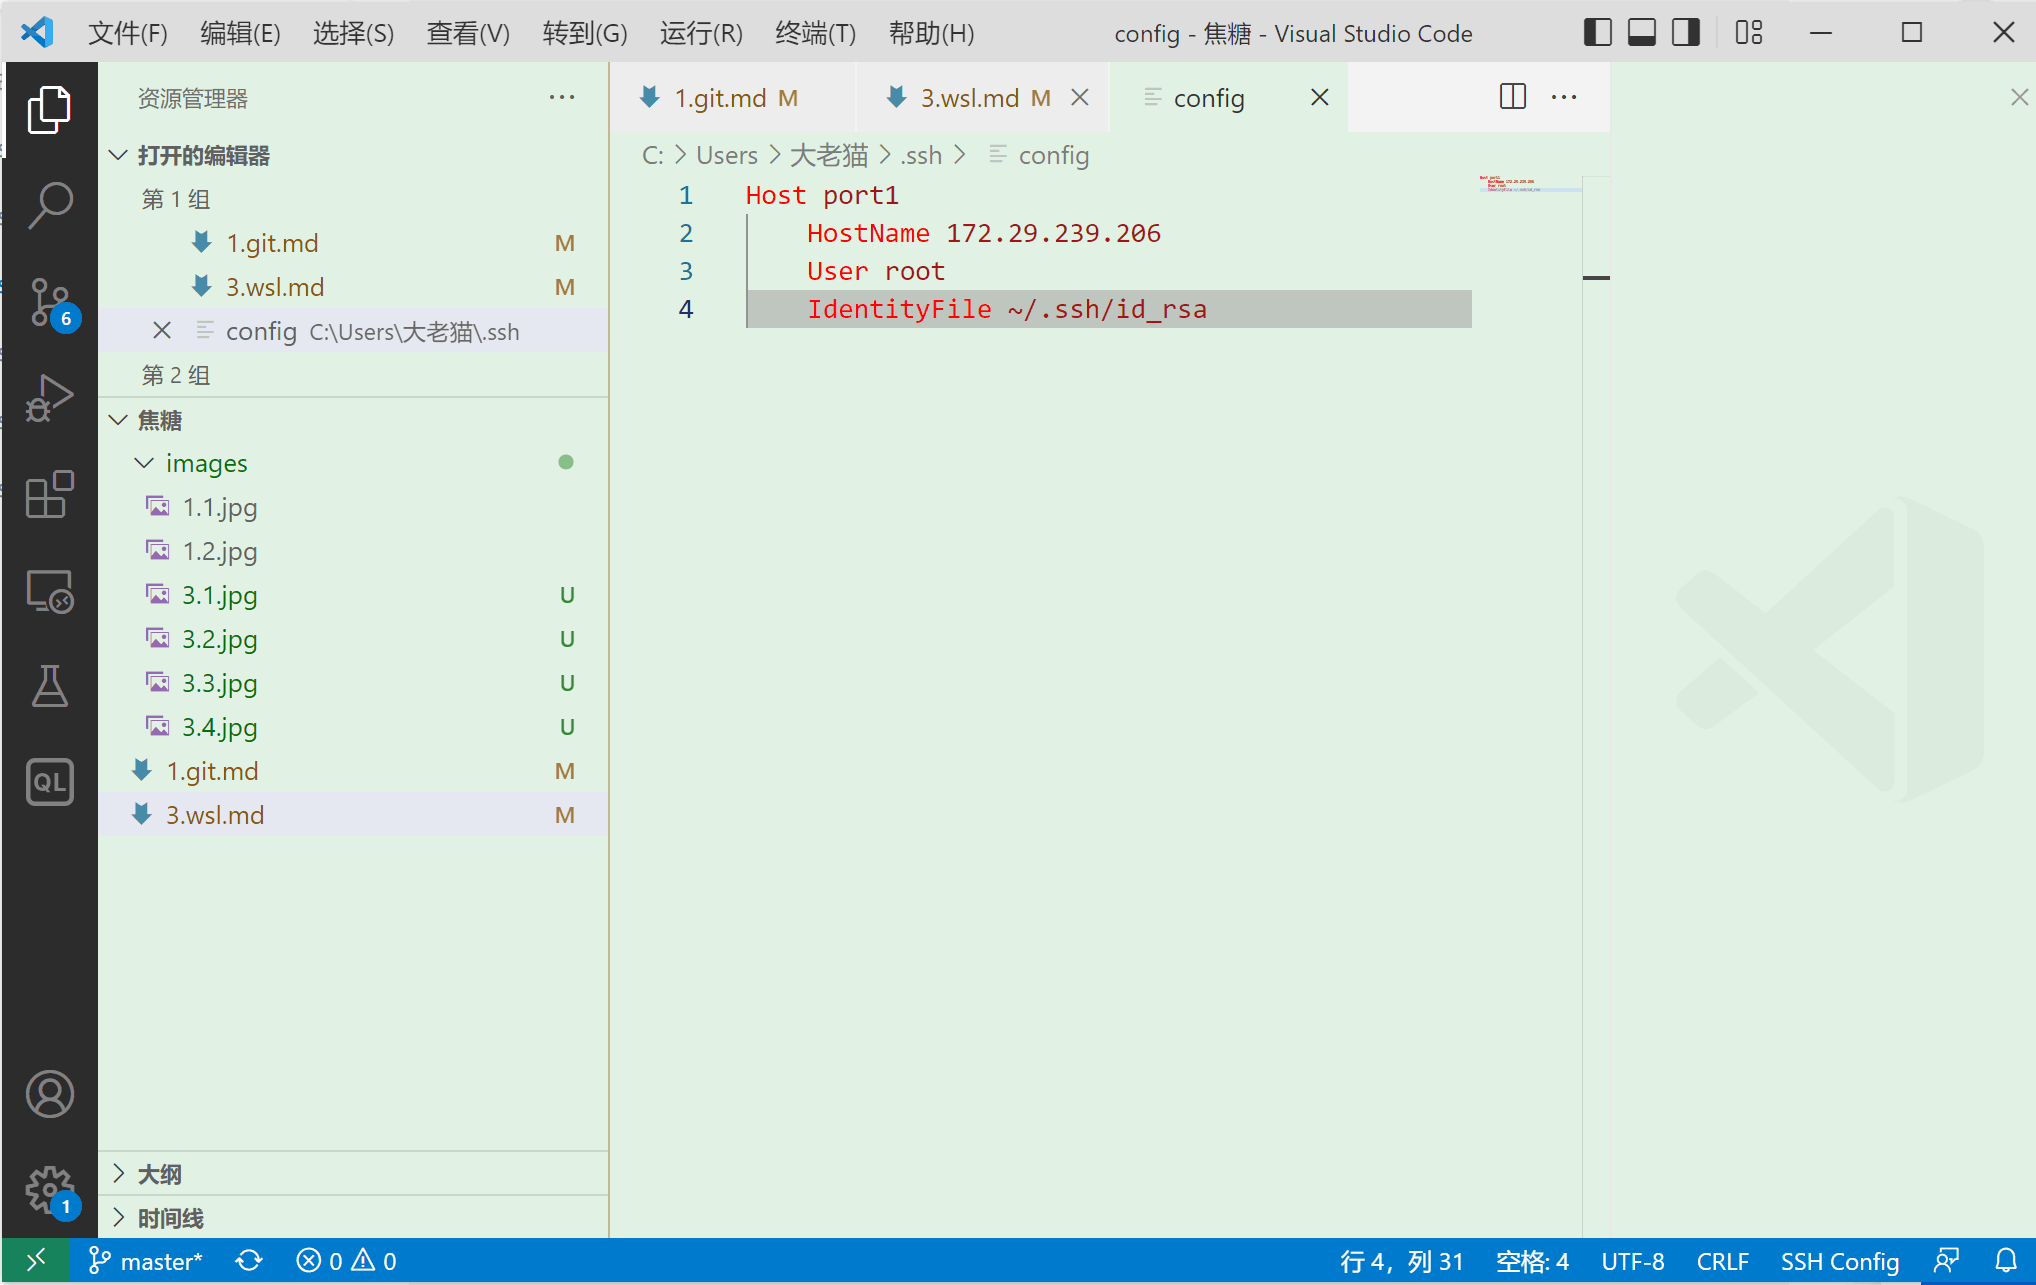 文件(F) 编辑(E) 选择(S) 查看(V) 转到(G) 运行(R) 终端(T) 帮助(H) config - 焦糖 - Visual Studio Code
资源管理器
打开的编辑器
第 1 组
1.git.md M
3.wsl.md M
config C:\Users\大老猫\.ssh
第 2 组
焦糖
images
1.1.jpg
1.2.jpg
3.1.jpg U
3.2.jpg U
3.3.jpg U
3.4.jpg U
1.git.md M
3.wsl.md M
大纲
时间线
6
QL
1
1.git.md M 3.wsl.md M config
C: > Users > 大老猫 > .ssh > config
1 Host port1
2 HostName 172.29.239.206
3 User root
4 IdentityFile ~/.ssh/id_rsa
master* 0 0 行 4，列 31 空格: 4 UTF-8 CRLF SSH Config